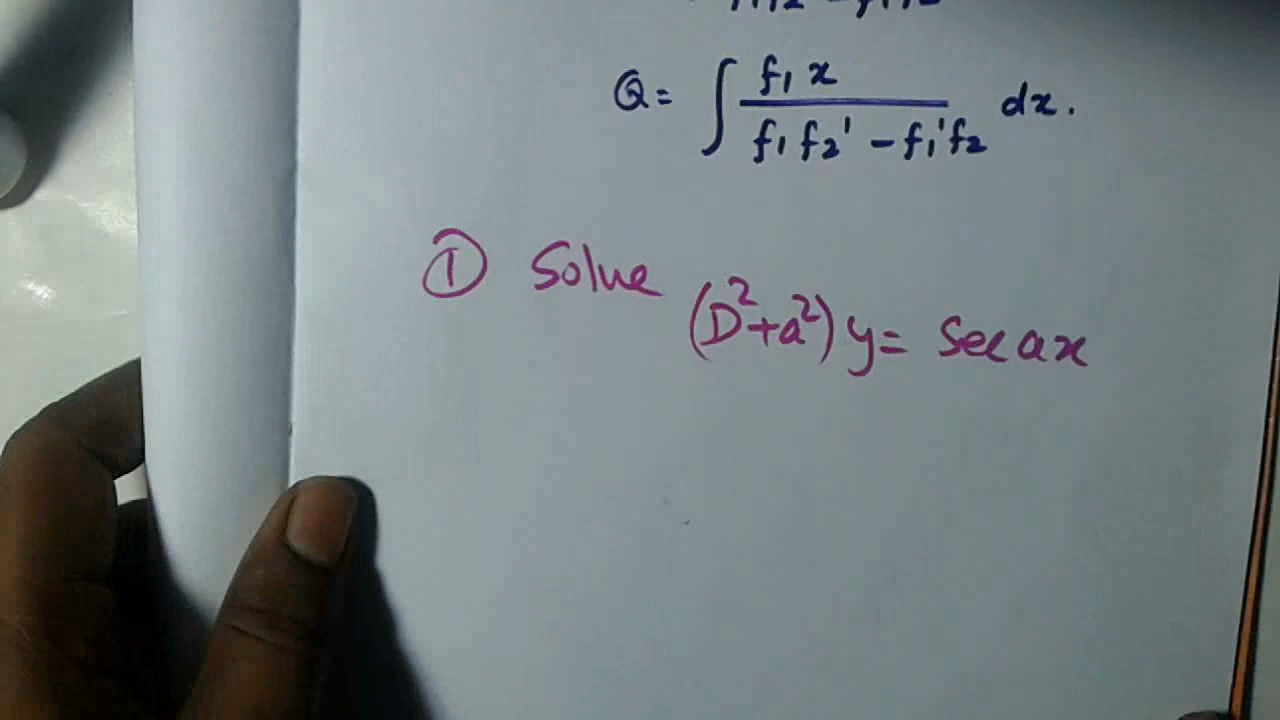 Q = ∫ f₁ x / (f₁ f₂' − f₁' f₂) dx.
① Solve (D² + a²) y = Sec ax